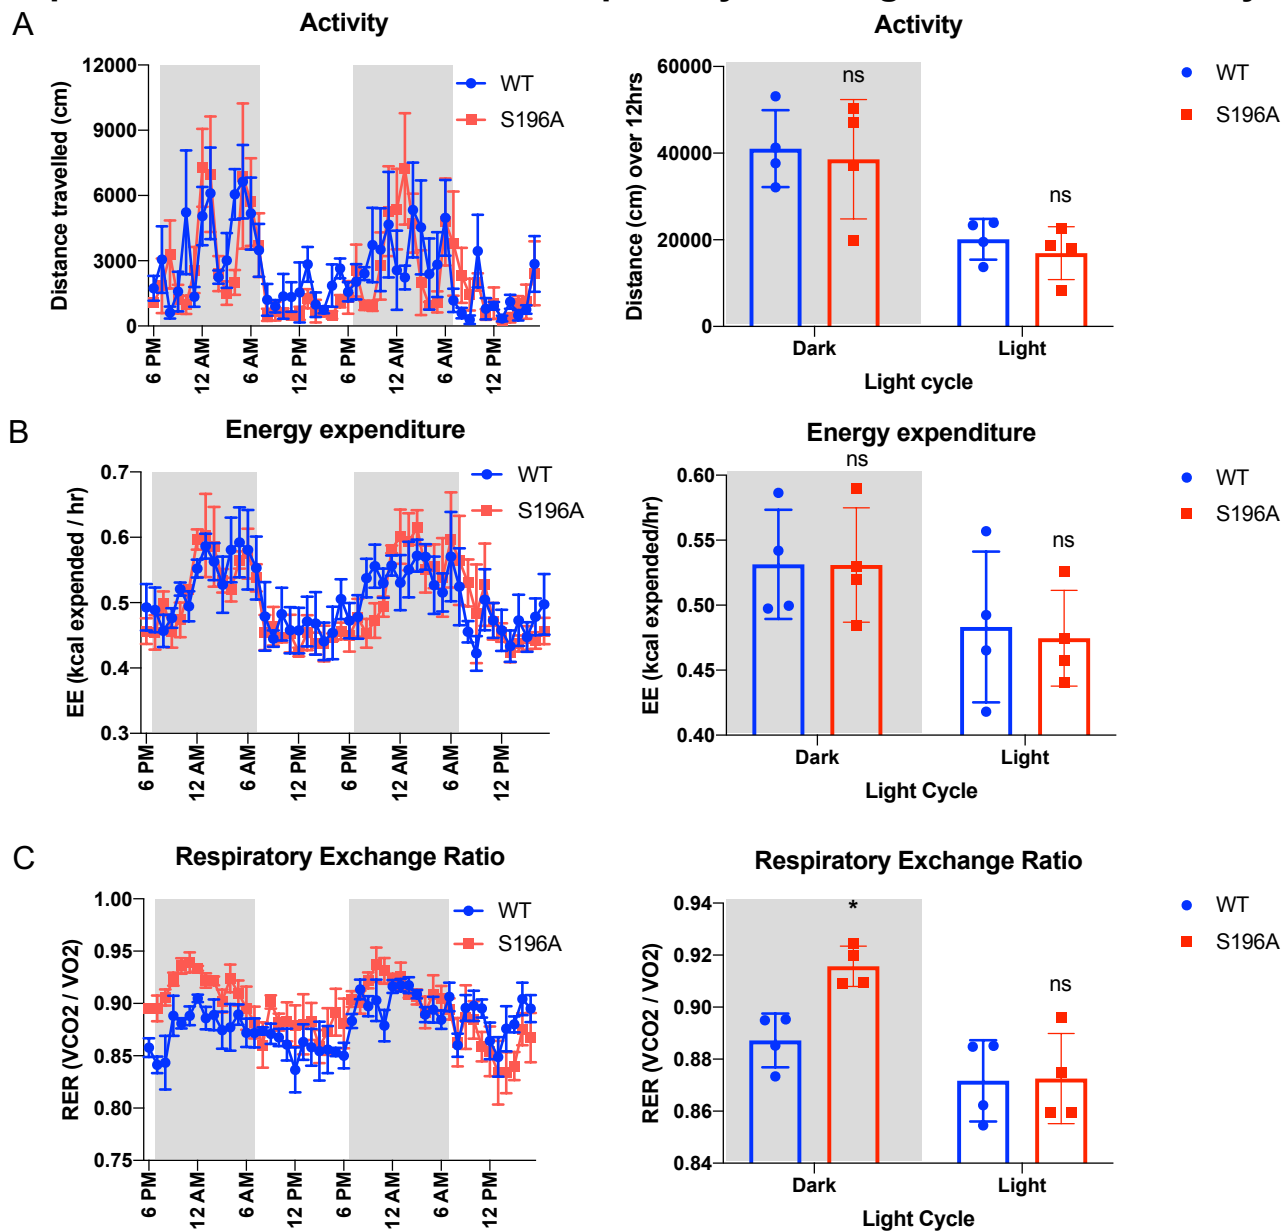 A
Activity
Distance travelled (cm)
12000
9000
6000
3000
0
6 PM
12 AM
6 AM
12 PM
6 PM
12 AM
6 AM
12 PM
WT
S196A
Activity
Distance (cm) over 12hrs
60000
40000
20000
0
ns
ns
Dark
Light
Light cycle
WT
S196A
B
Energy expenditure
EE (kcal expended / hr)
0.7
0.6
0.5
0.4
0.3
6 PM
12 AM
6 AM
12 PM
6 PM
12 AM
6 AM
12 PM
WT
S196A
Energy expenditure
EE (kcal expended/hr)
0.60
0.55
0.50
0.45
0.40
ns
ns
Dark
Light
Light Cycle
WT
S196A
C
Respiratory Exchange Ratio
RER (VCO2 / VO2)
1.00
0.95
0.90
0.85
0.80
0.75
6 PM
12 AM
6 AM
12 PM
6 PM
12 AM
6 AM
12 PM
WT
S196A
Respiratory Exchange Ratio
RER (VCO2 / VO2)
0.94
0.92
0.90
0.88
0.86
0.84
*
ns
Dark
Light
Light Cycle
WT
S196A